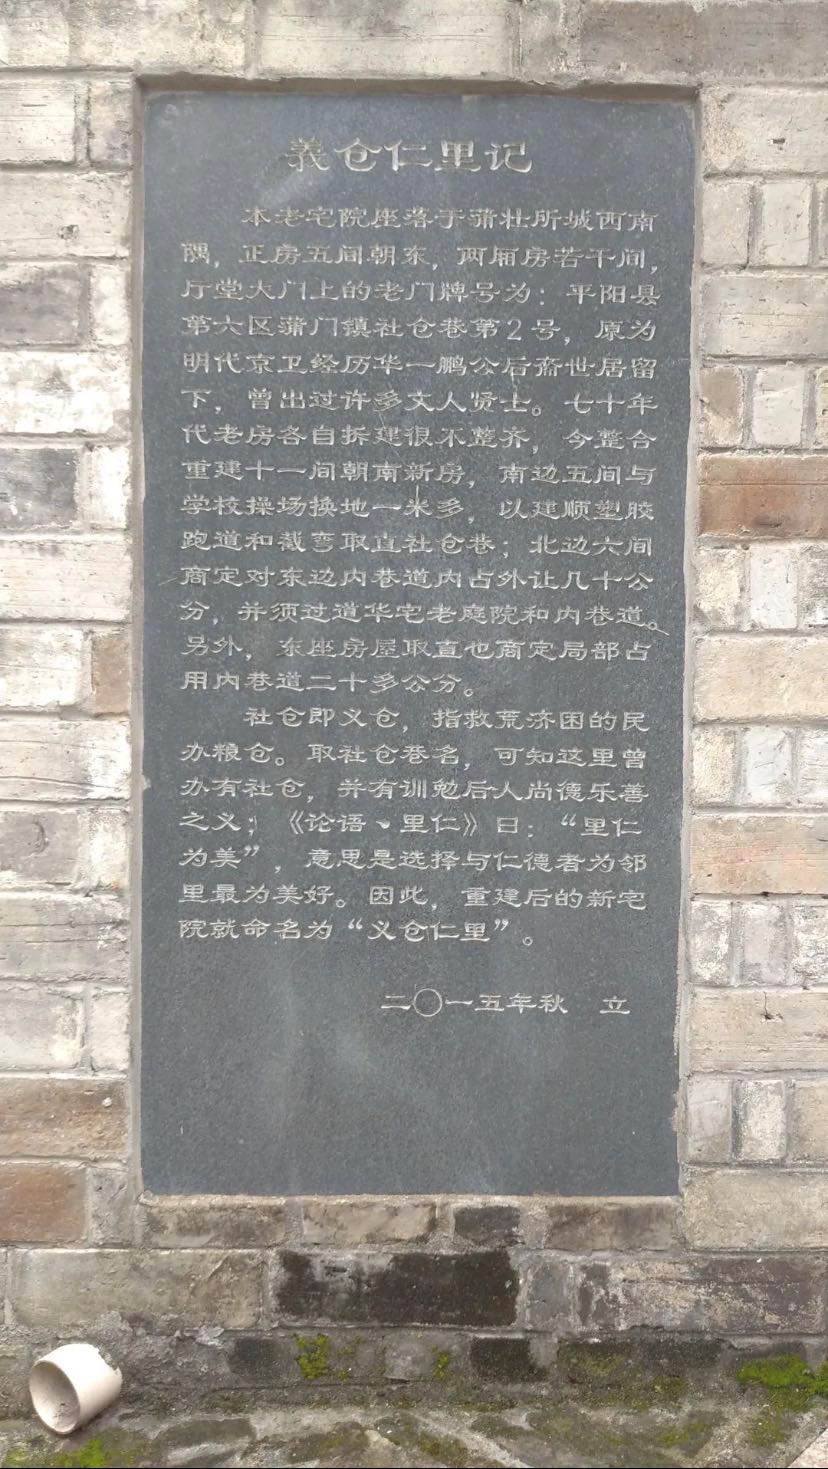 義仓仁里记
本老宅院座落于蒲壮所城西南
隅，正房五间朝东，两厢房若干间，
厅堂大门上的老门牌号为：平阳县
第六区蒲门镇社仓巷第2号，原为
明代京卫经历华一鹏公后裔世居留
下，曾出过许多文人贤士。七十年
代老房各自拆建很不整齐，今整合
重建十一间朝南新房，南边五间与
学校操场换地一米多，以建顺塑胶
跑道和截弯取直社仓巷；北边六间
商定对东边内巷道内占外让几十公
分，并须过道华宅老庭院和内巷道。
另外，东座房屋取直也商定局部占
用内巷道二十多公分。
社仓即义仓，指救荒济困的民
办粮仓。取社仓巷名，可知这里曾
办有社仓，并有训勉后人尚德乐善
之义；《论语、里仁》曰：“里仁
为美”，意思是选择与仁德者为邻
里最为美好。因此，重建后的新宅
院就命名为“义仓仁里”。
二〇一五年秋　立